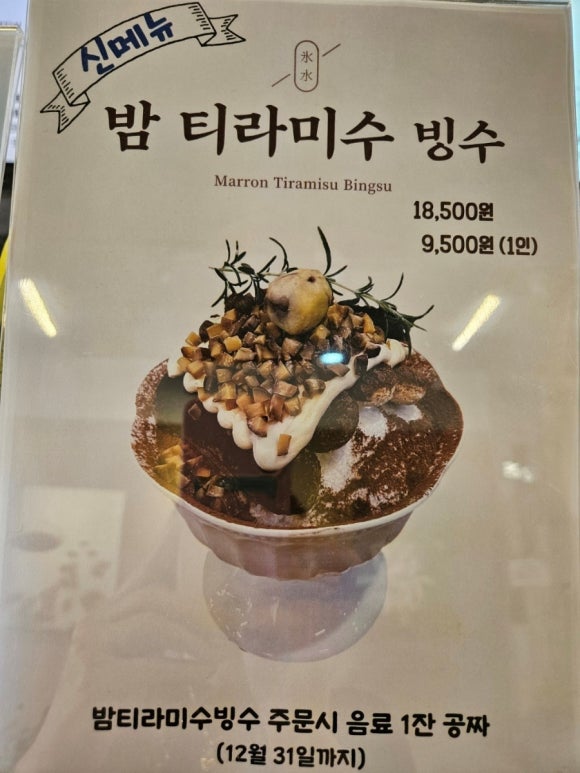 신메뉴
氷
水
밤 티라미수 빙수
Marron Tiramisu Bingsu
18,500원
9,500원 (1인)
밤티라미수빙수 주문시 음료 1잔 공짜
(12월 31일까지)